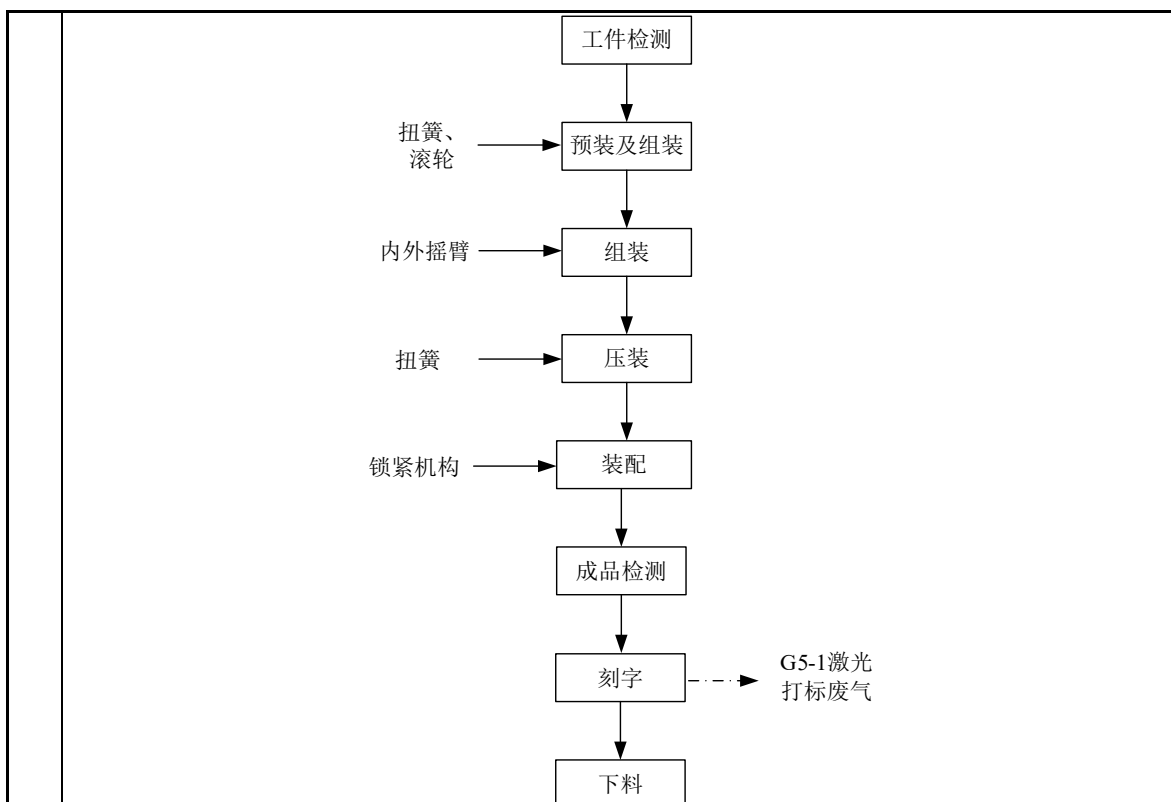 工件检测
扭簧、
滚轮
预装及组装
内外摇臂
组装
扭簧
压装
锁紧机构
装配
成品检测
刻字
G5-1激光
打标废气
下料